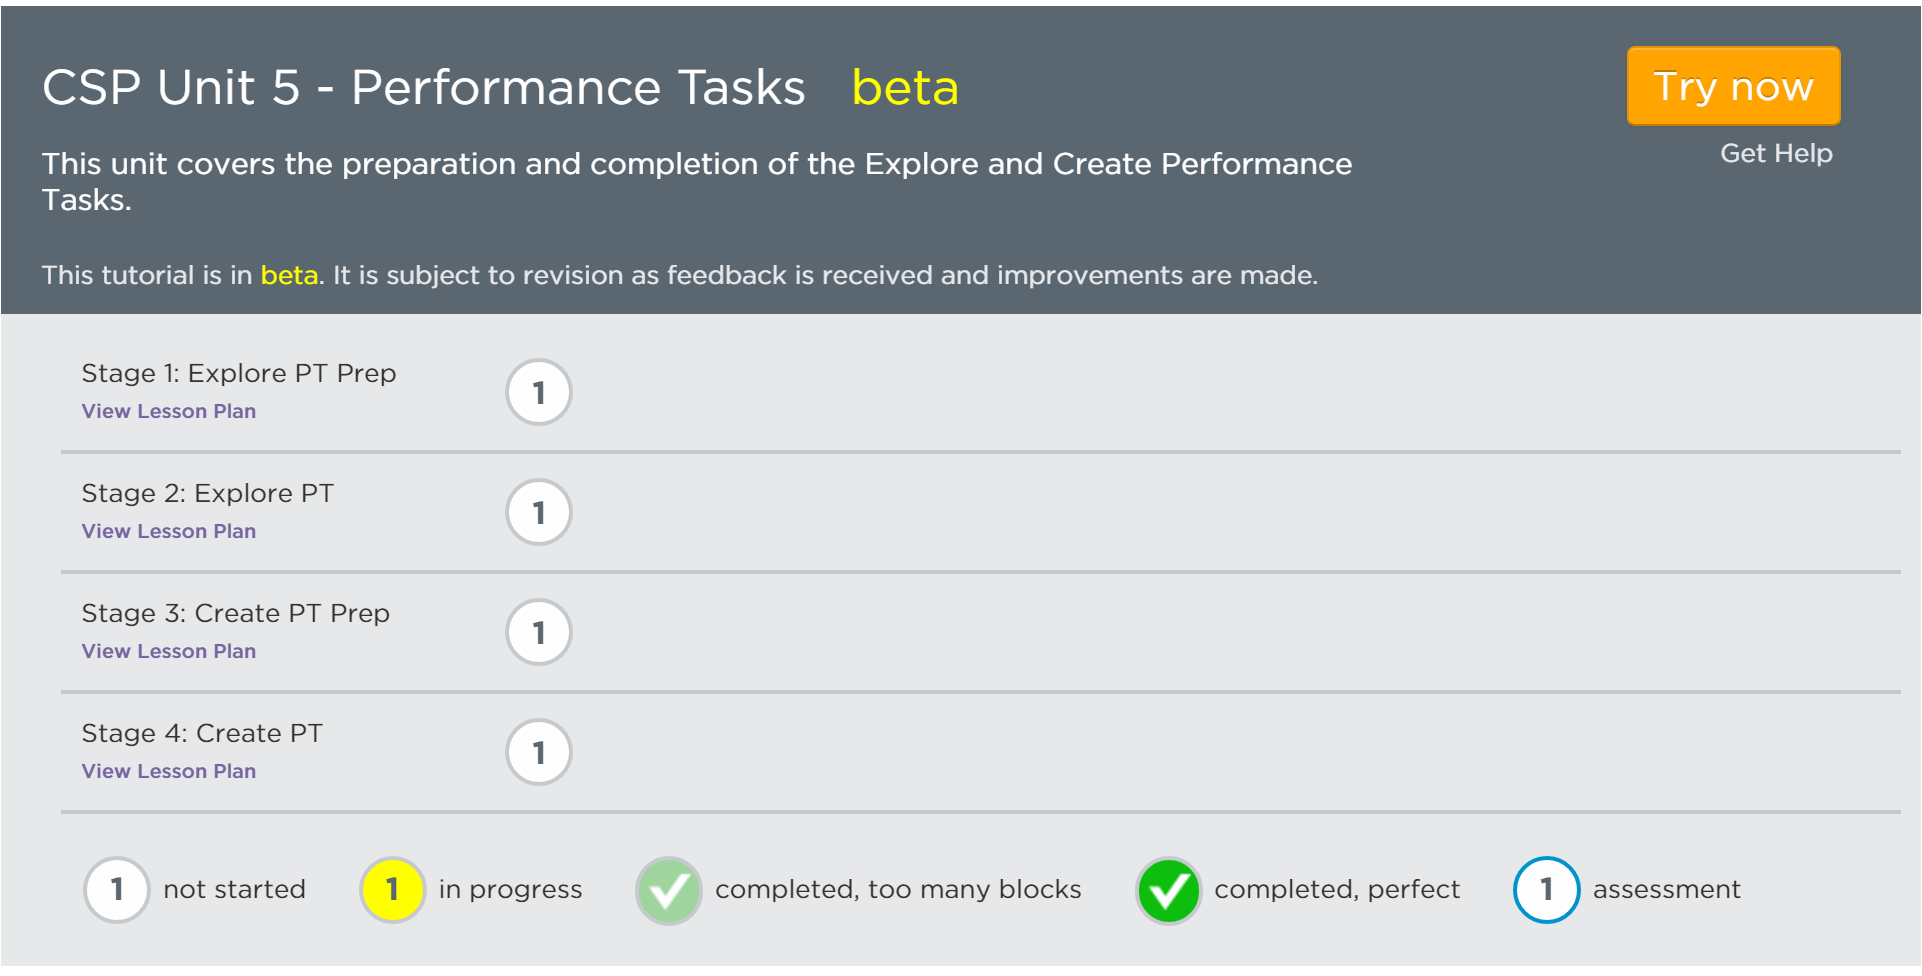 CSP Unit 5 - Performance Tasks beta
Try now
Get Help
This unit covers the preparation and completion of the Explore and Create Performance
Tasks.
This tutorial is in beta. It is subject to revision as feedback is received and improvements are made.
Stage 1: Explore PT Prep
View Lesson Plan
1
Stage 2: Explore PT
View Lesson Plan
1
Stage 3: Create PT Prep
View Lesson Plan
1
Stage 4: Create PT
View Lesson Plan
1
1 not started 1 in progress completed, too many blocks completed, perfect 1 assessment